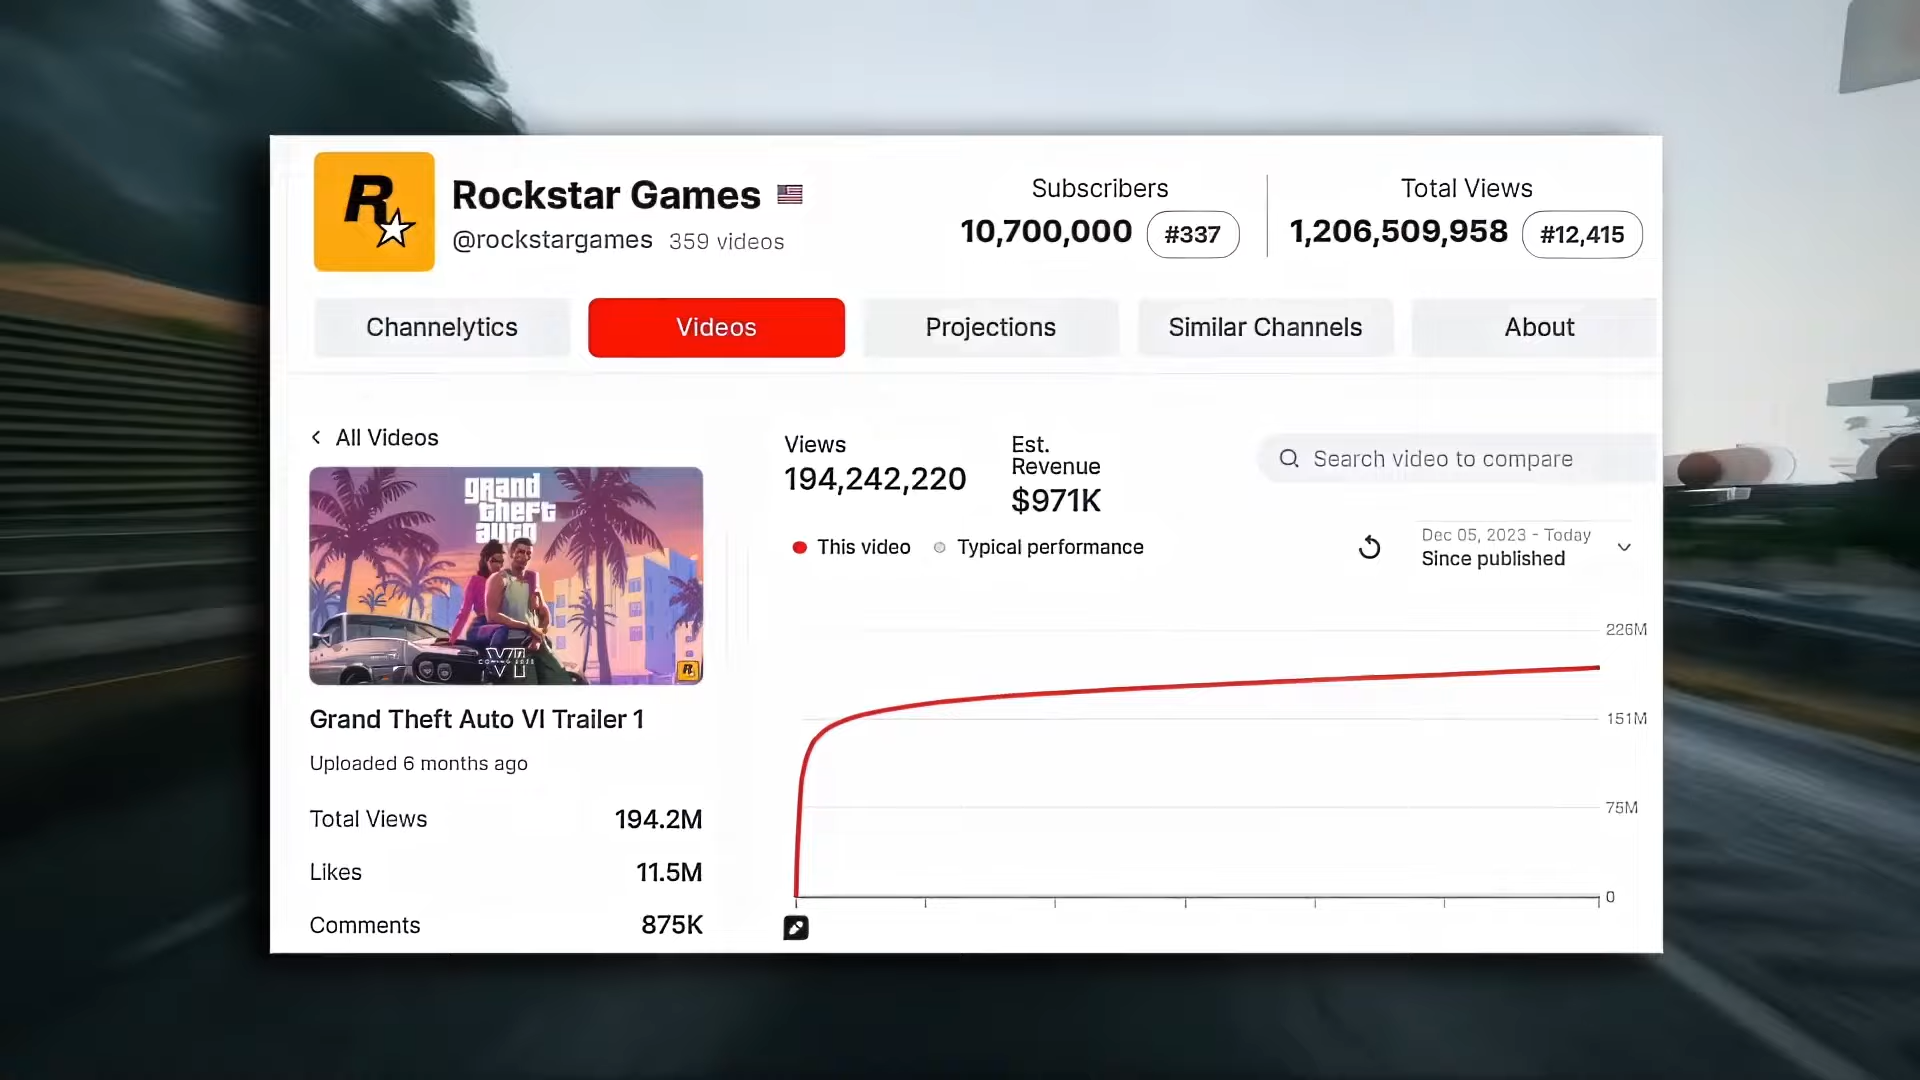 Rockstar Games
@rockstargames 359 videos
Subscribers
10,700,000 #337
Total Views
1,206,509,958 #12,415
Channelytics
Videos
Projections
Similar Channels
About
All Videos
grand
theft
auto
VI
Grand Theft Auto VI Trailer 1
Uploaded 6 months ago
Total Views 194.2M
Likes 11.5M
Comments 875K
Views
194,242,220
Est.
Revenue
$971K
Search video to compare
This video Typical performance
Dec 05, 2023 - Today
Since published
226M
151M
75M
0